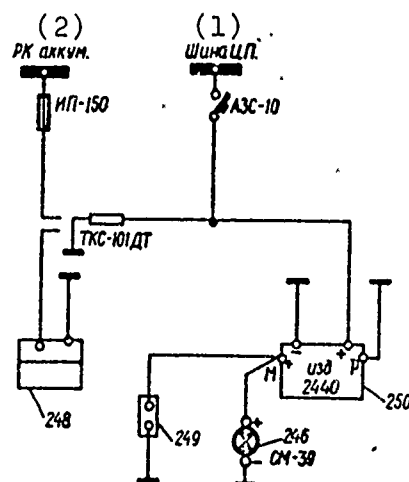 (2) (1)
РК аккум. Шина Ц.П.
ИП-150 АЗС-10
ТКС-101ДТ
- +
М + изд. Р
2440
250
248
249
+
246
СМ-39
-